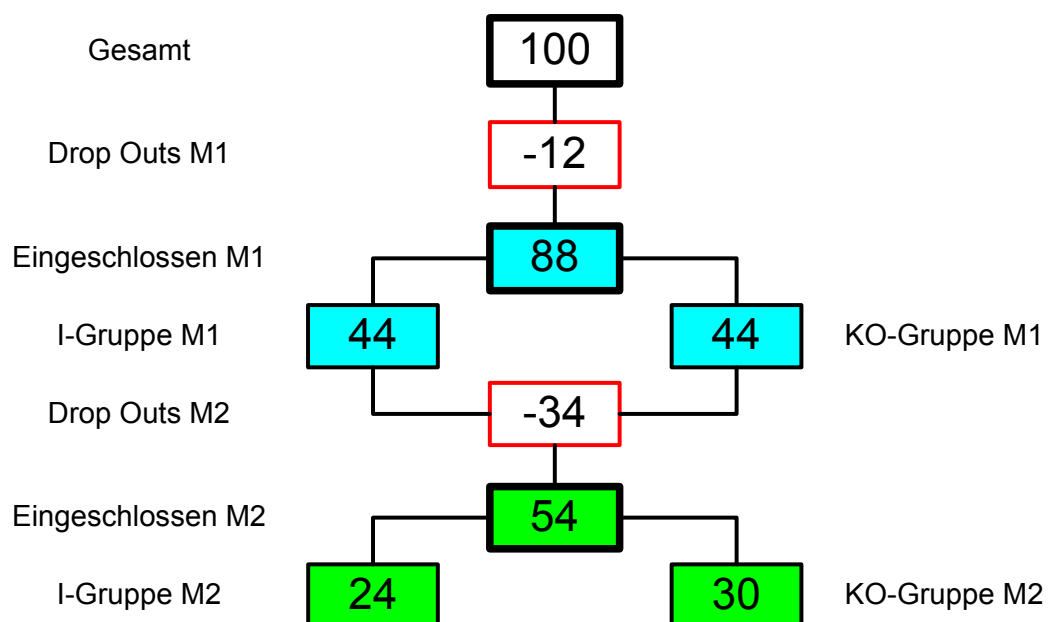 Gesamt 100
Drop Outs M1 -12
Eingeschlossen M1 88
I-Gruppe M1 44 44 KO-Gruppe M1
Drop Outs M2 -34
Eingeschlossen M2 54
I-Gruppe M2 24 30 KO-Gruppe M2